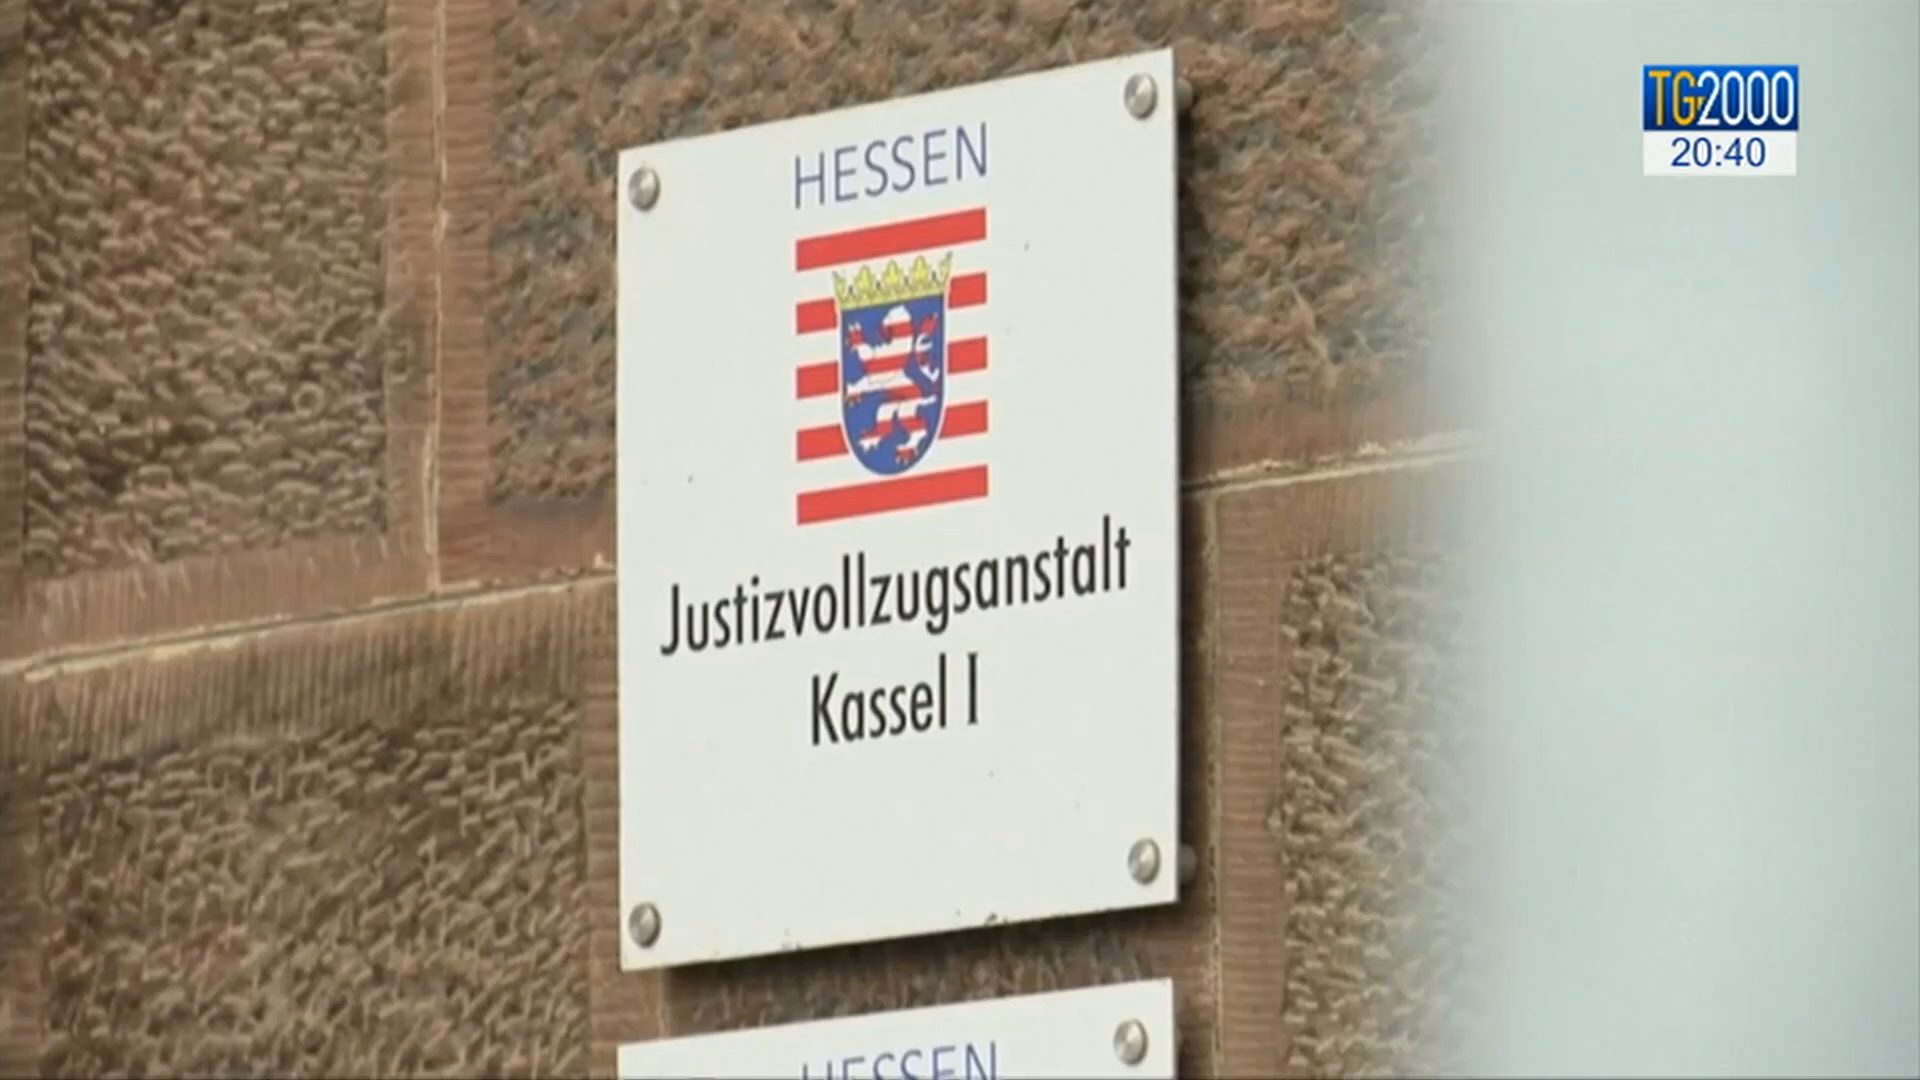 TG2000
20:40
HESSEN
Justizvollzugsanstalt
Kassel I
HESSEN